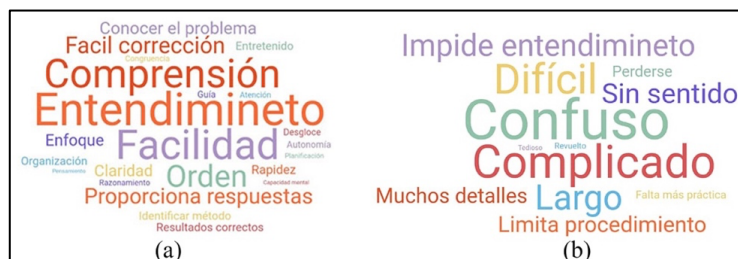 Conocer el problema
Facil corrección
Entretenido
Congruencia
Comprensión
Guía
Atención
Entendimineto
Enfoque
Facilidad
Desgloce
Autonomía
Planificación
Organización
Pensamiento
Claridad
Razonamiento
Orden
Rapidez
Capacidad mental
Proporciona respuestas
Identificar método
Resultados correctos
(a)
Impide entendimineto
Difícil
Perderse
Sin sentido
Confuso
Tedioso
Revuelto
Complicado
Muchos detalles
Largo
Falta más práctica
Limita procedimiento
(b)